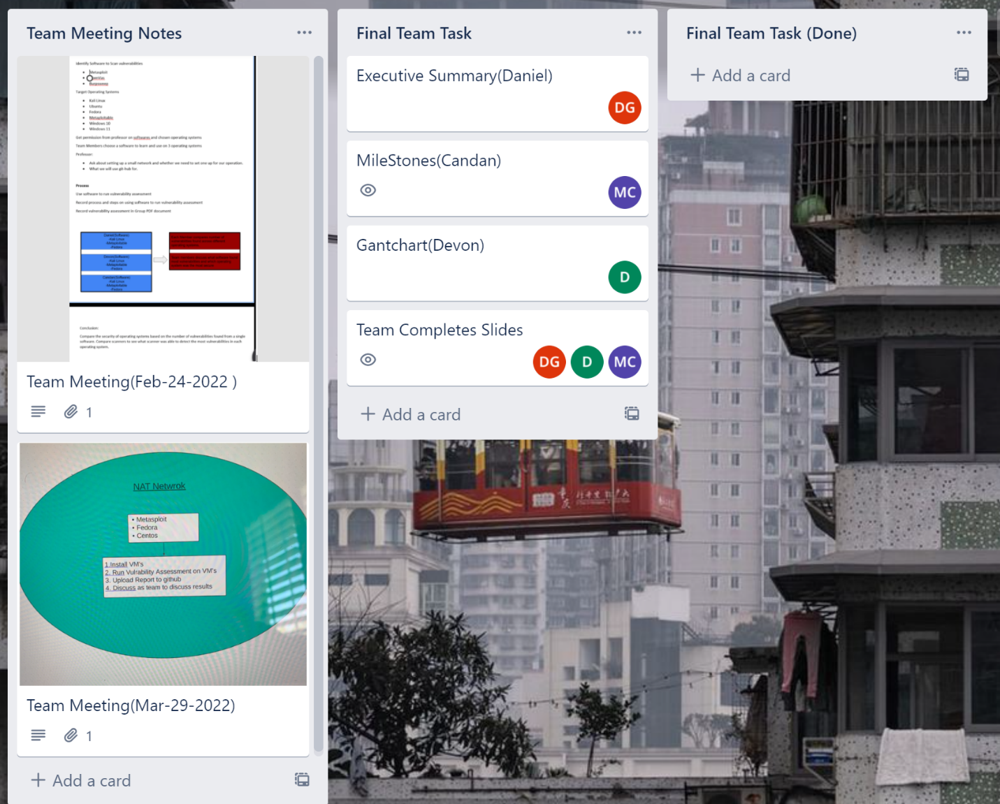 Team Meeting Notes
Identify Software to Scan vulnerabilities
Metasploit
Burpsweep
Target Operating Systems
Kali Linux
Ubuntu
Fedora
Metasploitable
Windows 10
Windows 11
Get permission from professor on softwares and chosen operating systems
Team Members choose a software to learn and use on 3 operating systems
Professor:
Ask about setting up a small network and whether we need to set one up for our operation.
What we will use git-hub for.
Process
Use software to run vulnerability assessment
Record process and steps on using software to run vulnerability assessment
Record vulnerability assessment in Group PDF document
Daniel(Software)
-Kali Linux
-Metasploitable
-Fedora
Devon(Software)
-Kali Linux
-Metasploitable
-Fedora
Candan(Software)
-Kali Linux
-Metasploitable
-Fedora
Conclusion:
Compare the security of operating systems based on the number of vulnerabilities found from a single
software. Compare scanners to see what scanner was able to detect the most vulnerabilities in each
operating system.
Team Meeting(Feb-24-2022 )
1
NAT Netwrok
• Metasploit
• Fedora
• Centos
1.Install VM's
2. Run Vulrability Assessment on VM's
3. Upload Report to github
4. Discuss as team to discuss results
Team Meeting(Mar-29-2022)
1
+ Add a card
Final Team Task
Executive Summary(Daniel)
DG
MileStones(Candan)
MC
Gantchart(Devon)
D
Team Completes Slides
DG D MC
+ Add a card
Final Team Task (Done)
+ Add a card